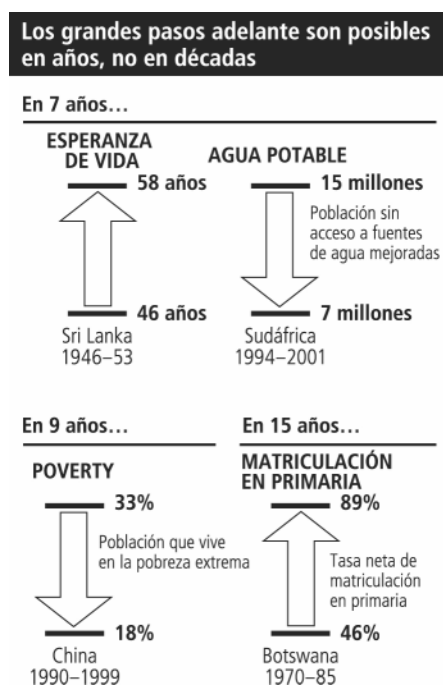 Los grandes pasos adelante son posibles
en años, no en décadas
En 7 años…
ESPERANZA
DE VIDA
58 años
46 años
Sri Lanka
1946–53
AGUA POTABLE
15 millones
Población sin
acceso a fuentes
de agua mejoradas
7 millones
Sudáfrica
1994–2001
En 9 años…
POVERTY
33%
Población que vive
en la pobreza extrema
18%
China
1990–1999
En 15 años…
MATRICULACIÓN
EN PRIMARIA
89%
Tasa neta de
matriculación
en primaria
46%
Botswana
1970–85